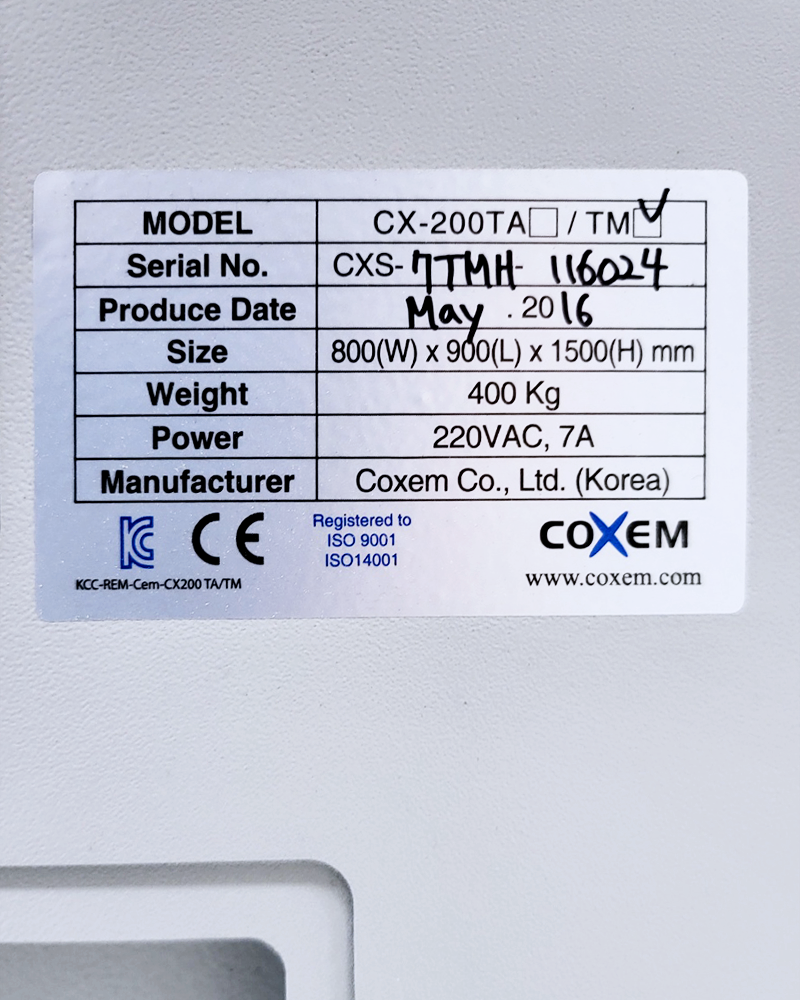 MODEL CX-200TA☐ / TM☑
Serial No. CXS-7TMH-116024
Produce Date May . 2016
Size 800(W) x 900(L) x 1500(H) mm
Weight 400 Kg
Power 220VAC, 7A
Manufacturer Coxem Co., Ltd. (Korea)
KC CE Registered to COXEM
ISO 9001
ISO14001
KCC-REM-Cem-CX200 TA/TM www.coxem.com